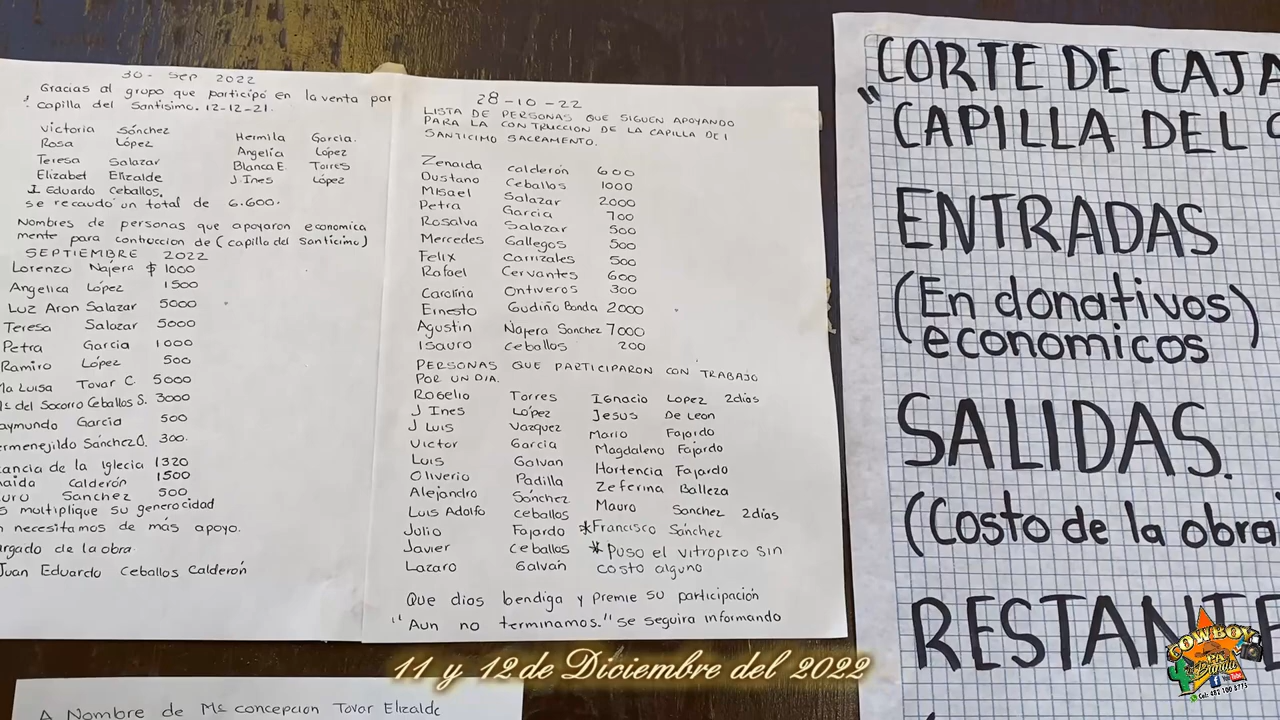 30- Sep 2022
Gracias al grupo que participó en la venta por
capilla del Santisimo. 12-12-21.
Victoria Sánchez Hermila Garcia.
Rosa López Angelica López
Teresa Salazar Blanca E. Torres
Elizabet Elizalde J. Ines López
J Eduardo Ceballos.
se recaudó un total de 6.600.
Nombres de personas que apoyaron economica
mente para contruccion de (capilla del Santicimo)
SEPTIEMBRE 2022
Lorenzo Najera $ 1000
Angelica López 1500
Luz Aron Salazar 5000
Teresa Salazar 5000
Petra Garcia 1000
Ramiro López 500
Ma Luisa Tovar C. 5000
Mª del Socorro Ceballos S. 3000
aymundo Garcia 500
ermenejildo Sánchez O. 300.
tancia de la Iglecia 1320
naida Calderón 1500
uro Sanchez 500
s multiplique su generocidad
n necesitamos de más apoyo.
argado de la obra
Juan Eduardo Ceballos Calderón
28-10-22
LISTA DE PERSONAS QUE SIGUEN APOYANDO
PARA LA CONTRUCCION DE LA CAPILLA DEl
SANTICIMO SACRAMENTO.
Zenaida calderón 600
Oustano Ceballos 1000
Misael Salazar 2000
Petra Garcia 700
Rosalva Salazar 500
Mercedes Gallegos 500
Felix Carrizales 500
Rafael Cervantes 600
Carolina Ontiveros 300
Ernesto Gudiño Banda 2000
Agustin Najera Sanchez 7000
Isauro Ceballos 200
PERSONAS QUE PARTICIPARON CON TRABAJO
POR UN DIA.
Rogelio Torres Ignacio Lopez 2días
J Ines López Jesus De Leon
J Luis Vazquez Mario Fajardo
Victor Garcia Magdaleno Fajardo
Luis Galvan Hortencia Fajardo
Oliverio Padilla Zeferina Balleza
Alejandro Sánchez Mauro Sanchez 2días
Luis Adolfo Ceballos *Francisco Sánchez
Julio Fajardo *Puso el vitropizo sin
Javier Ceballos costo alguno
Lazaro Galván
Que dios bendiga y premie su participación
"Aun no terminamos." se seguira informando
"CORTE DE CAJA
CAPILLA DEL
ENTRADAS
(En donativos)
economicos
SALIDAS.
(Costo de la obra
RESTANTE
A Nombre de Mª concepcion Tovar Elizalde
11 y 12 de Diciembre del 2022
COWBOY